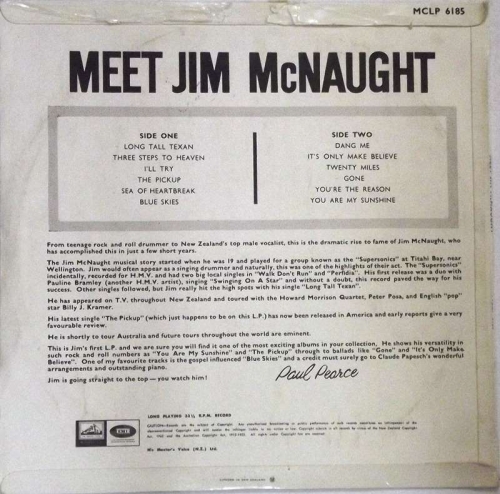 MCLP 6185
MEET JIM McNAUGHT
SIDE ONE
LONG TALL TEXAN
THREE STEPS TO HEAVEN
I'LL TRY
THE PICKUP
SEA OF HEARTBREAK
BLUE SKIES
SIDE TWO
DANG ME
IT'S ONLY MAKE BELIEVE
TWENTY MILES
GONE
YOU'RE THE REASON
YOU ARE MY SUNSHINE
From teenage rock and roll drummer to New Zealand's top male vocalist, this is the dramatic rise to fame of Jim McNaught, who
has accomplished this in just a few short years.
The Jim McNaught musical story started when he was 19 and played for a group known as the "Supersonics" at Titahi Bay, near
Wellington. Jim would often appear as a singing drummer and naturally, this was one of the highlights of their act. The "Supersonics"
incidentally, recorded for H.M.V. and had two big local singles in "Walk Don't Run" and "Perfidia". His first release was a duo with
Pauline Bramley (another H.M.V. artist), singing "Swinging On A Star" and without a doubt, this record paved the way for his
success. Other singles followed, but Jim really hit the high spots with his single "Long Tall Texan".
He has appeared on T.V. throughout New Zealand and toured with the Howard Morrison Quartet, Peter Posa, and English "pop"
star Billy J. Kramer.
His latest single "The Pickup" (which just happens to be on this L.P.) has now been released in America and early reports give a very
favourable review.
He is shortly to tour Australia and future tours throughout the world are eminent.
This is Jim's first L.P. and we are sure you will find it one of the most exciting albums in your collection. He shows his versatility in
such rock and roll numbers as "You Are My Sunshine" and "The Pickup" through to ballads like "Gone" and "It's Only Make
Believe". One of my favourite tracks is the gospel influenced "Blue Skies" and a credit must surely go to Claude Papesch's wonderful
arrangements and outstanding piano.
Jim is going straight to the top — you watch him!
Paul Pearce
LONG PLAYING 33⅓ R.P.M. RECORD
EMI
His Master's Voice (N.Z.) Ltd.